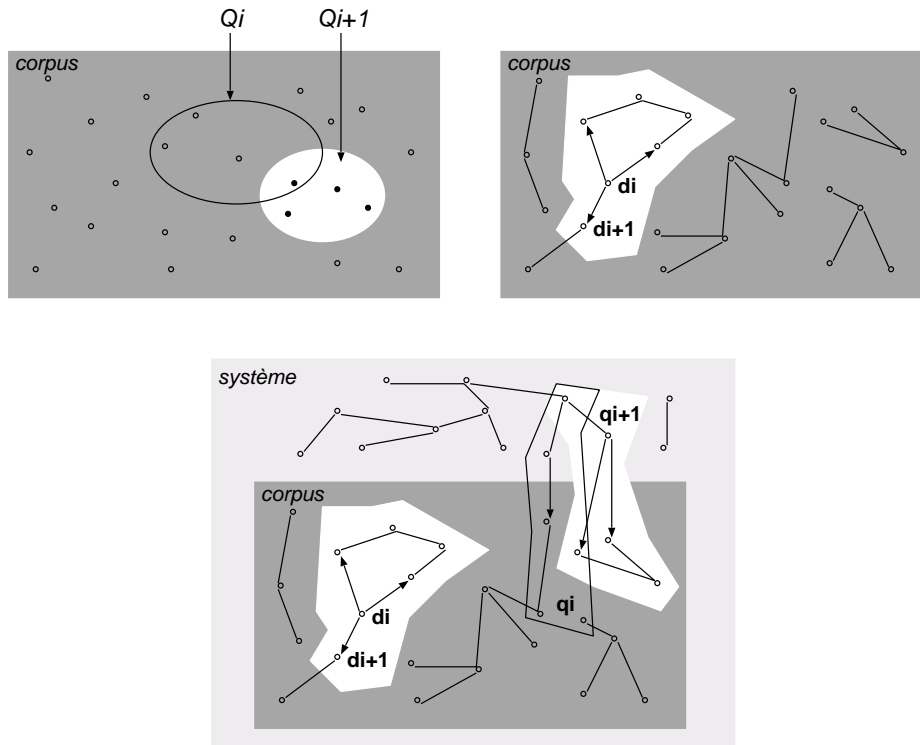 Qi Qi+1
corpus
corpus
di
di+1
système
qi+1
corpus
qi
di
di+1